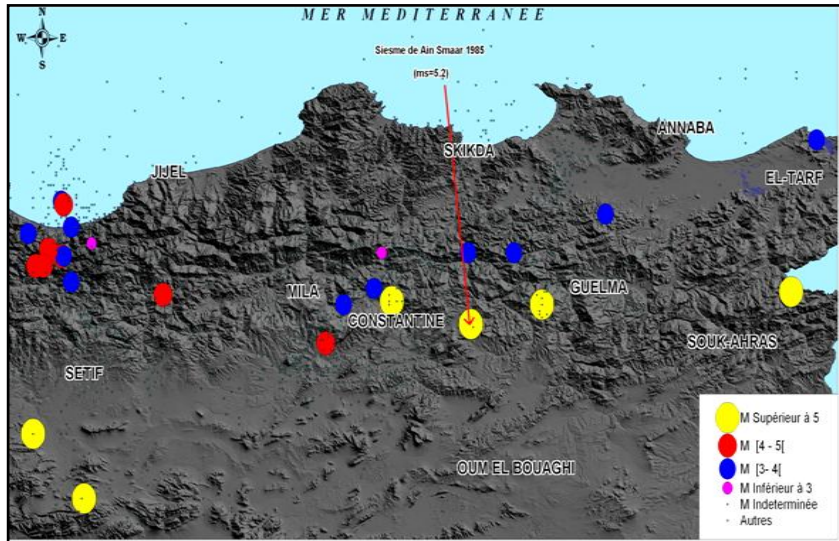 MER MEDITERRANEE
N
W E
S
Siesme de Ain Smaar 1985
(ms=5.2)
ANNABA
SKIKDA
JIJEL
EL-TARF
MILA
GUELMA
CONSTANTINE
SOUK-AHRAS
SETIF
OUM EL BOUAGHI
M Supérieur à 5
M [4 - 5[
M [3- 4[
M Inférieur à 3
M Indeterminée
Autres